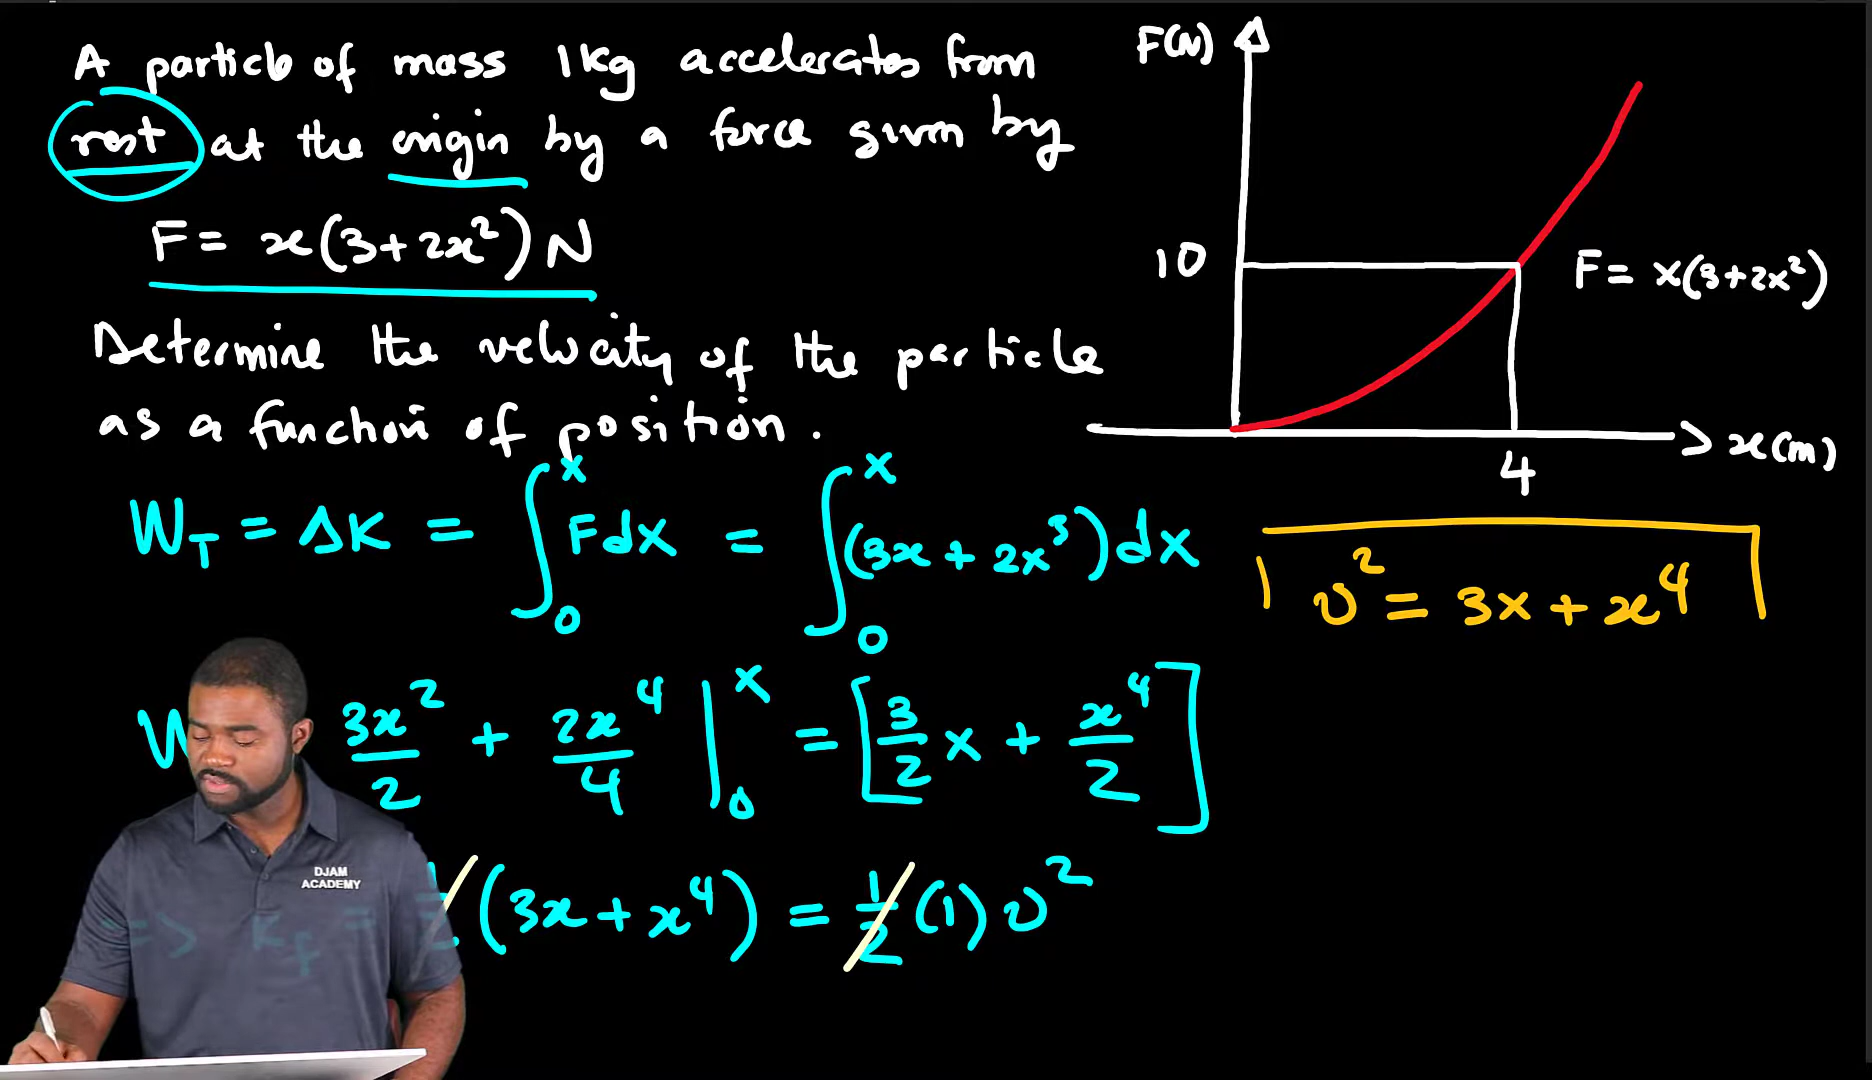 A particle of mass 1kg accelerates from
rest at the origin by a force given by
F = x(3+2x²) N
Determine the velocity of the particle
as a function of position.
F(N)
10
F = x(3+2x²)
4
x(m)
W_T = ΔK = ∫₀ˣ Fdx = ∫₀ˣ (3x + 2x³)dx
v² = 3x + x⁴
W 3x²/2 + 2x⁴/4 |₀ˣ = [3/2 x + x⁴/2]
=> K_f = (3x + x⁴) = 1/2 (1) v²
DJAM
ACADEMY